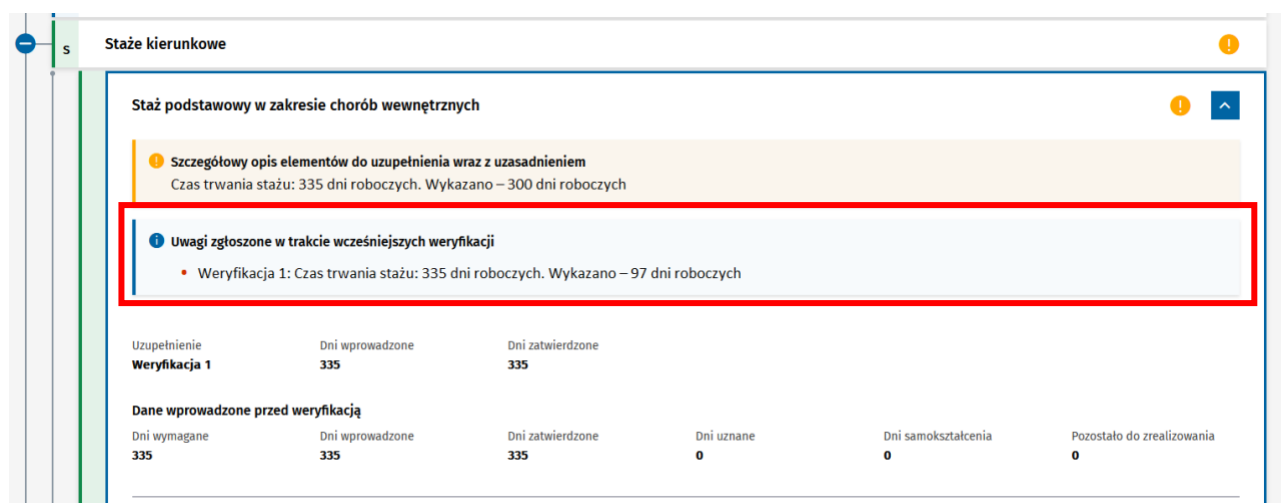 s Staże kierunkowe
Staż podstawowy w zakresie chorób wewnętrznych
Szczegółowy opis elementów do uzupełnienia wraz z uzasadnieniem
Czas trwania stażu: 335 dni roboczych. Wykazano – 300 dni roboczych
Uwagi zgłoszone w trakcie wcześniejszych weryfikacji
• Weryfikacja 1: Czas trwania stażu: 335 dni roboczych. Wykazano – 97 dni roboczych
Uzupełnienie Dni wprowadzone Dni zatwierdzone
Weryfikacja 1 335 335
Dane wprowadzone przed weryfikacją
Dni wymagane Dni wprowadzone Dni zatwierdzone Dni uznane Dni samokształcenia Pozostało do zrealizowania
335 335 335 0 0 0